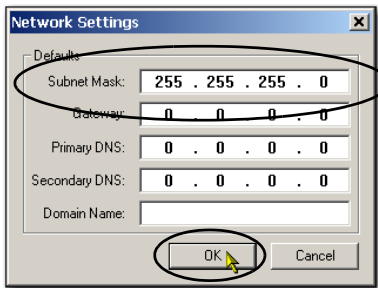 Network Settings
Defaults
Subnet Mask: 255 . 255 . 255 . 0
Gateway: 0 . 0 . 0 . 0
Primary DNS: 0 . 0 . 0 . 0
Secondary DNS: 0 . 0 . 0 . 0
Domain Name:
OK Cancel